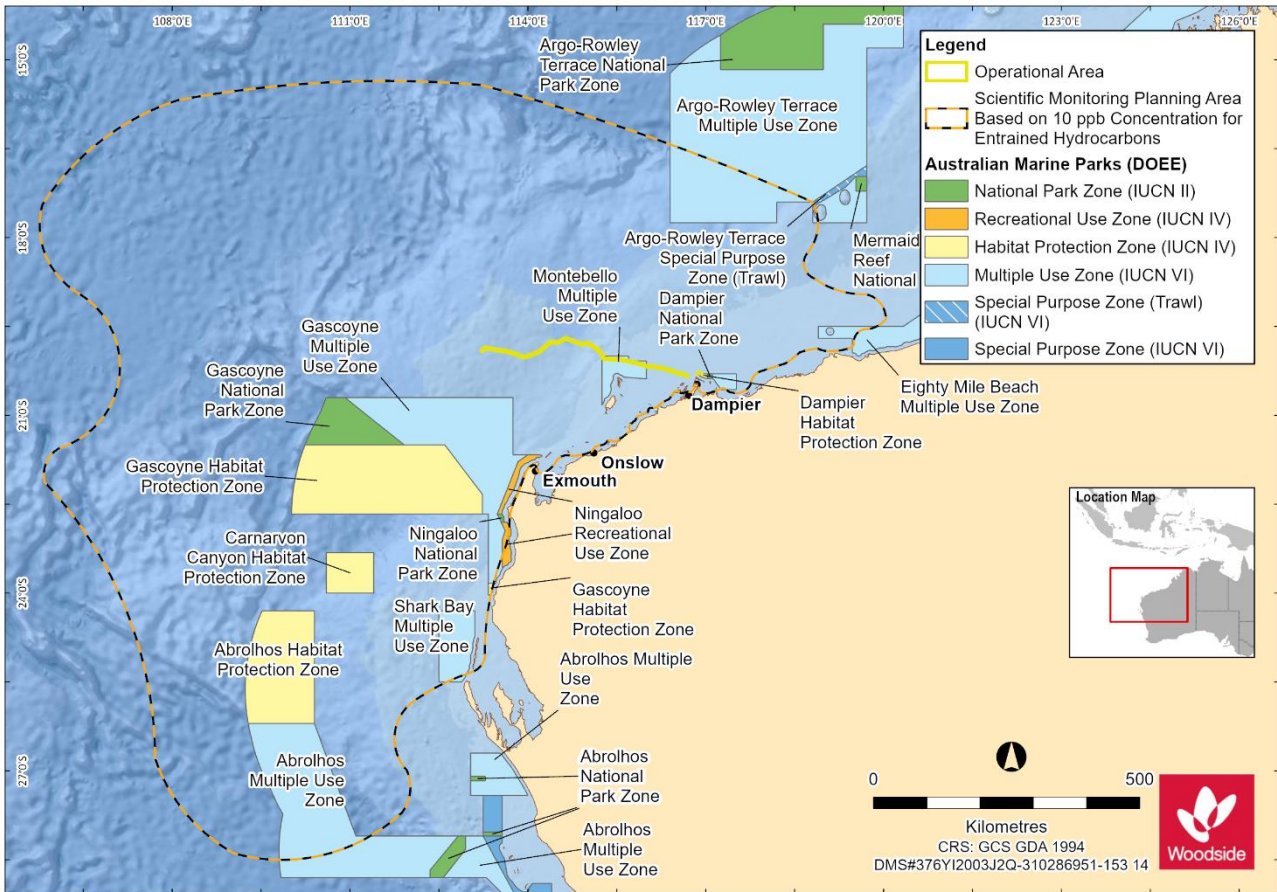 108°0'E
111°0'E
114°0'E
117°0'E
120°0'E
123°0'E
126°0'E
15°0'S
18°0'S
21°0'S
24°0'S
27°0'S
Argo-Rowley
Terrace National
Park Zone
Argo-Rowley Terrace
Multiple Use Zone
Argo-Rowley Terrace
Special Purpose
Zone (Trawl)
Mermaid
Reef
National
Montebello
Multiple
Use Zone
Dampier
National
Park Zone
Gascoyne
Multiple
Use Zone
Gascoyne
National
Park Zone
Eighty Mile Beach
Multiple Use Zone
Dampier
Dampier
Habitat
Protection Zone
Gascoyne Habitat
Protection Zone
Onslow
Exmouth
Ningaloo
Recreational
Use Zone
Ningaloo
National
Park Zone
Carnarvon
Canyon Habitat
Protection Zone
Gascoyne
Habitat
Protection Zone
Shark Bay
Multiple
Use Zone
Abrolhos Habitat
Protection Zone
Abrolhos Multiple
Use
Zone
Abrolhos
Multiple Use
Zone
Abrolhos
National
Park Zone
Abrolhos
Multiple
Use Zone
Legend
Operational Area
Scientific Monitoring Planning Area
Based on 10 ppb Concentration for
Entrained Hydrocarbons
Australian Marine Parks (DOEE)
National Park Zone (IUCN II)
Recreational Use Zone (IUCN IV)
Habitat Protection Zone (IUCN IV)
Multiple Use Zone (IUCN VI)
Special Purpose Zone (Trawl)
(IUCN VI)
Special Purpose Zone (IUCN VI)
Location Map
0 500
Kilometres
CRS: GCS GDA 1994
DMS#376YI2003J2Q-310286951-153 14
Woodside